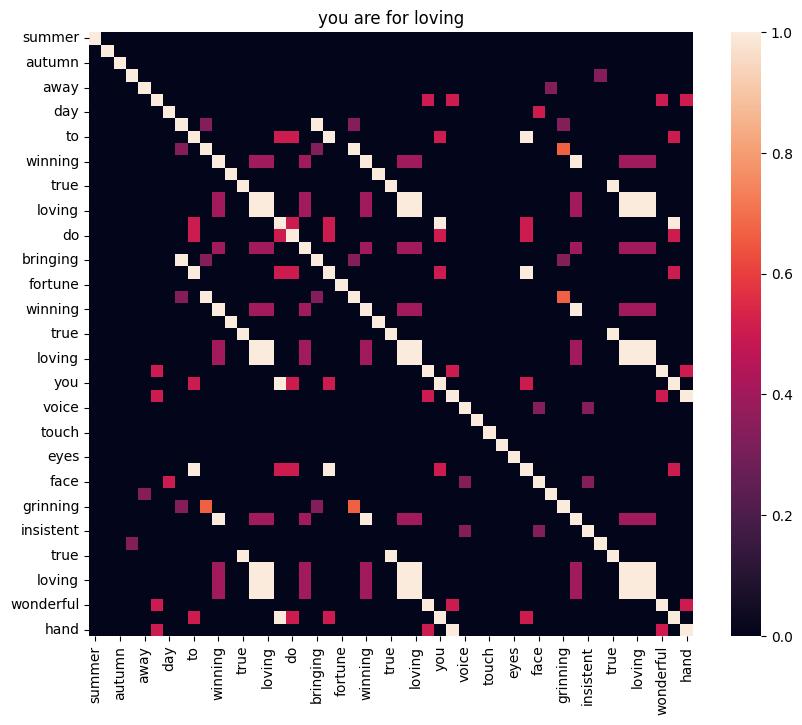 you are for loving
summer
autumn
away
day
to
winning
true
loving
do
bringing
fortune
winning
true
loving
you
voice
touch
eyes
face
grinning
insistent
true
loving
wonderful
hand
1.0
0.8
0.6
0.4
0.2
0.0
summer
autumn
away
day
to
winning
true
loving
do
bringing
fortune
winning
true
loving
you
voice
touch
eyes
face
grinning
insistent
true
loving
wonderful
hand